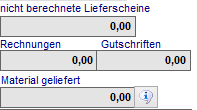 nicht berechnete Lieferscheine
0,00
Rechnungen Gutschriften
0,00 0,00
Material geliefert
0,00